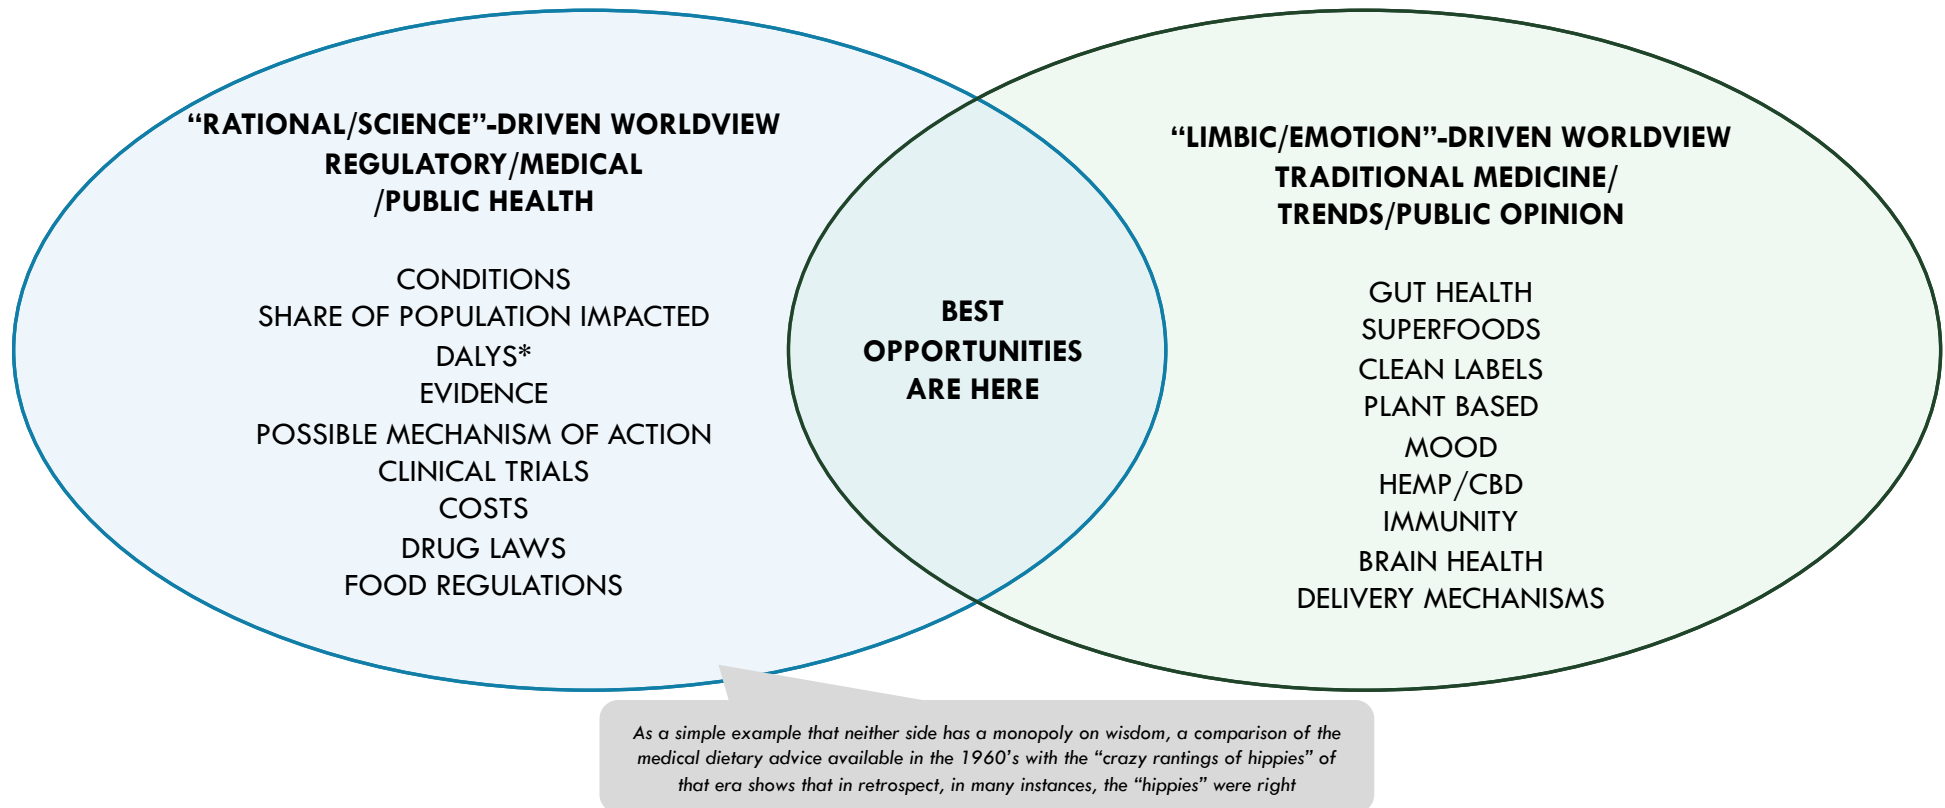 “RATIONAL/SCIENCE”-DRIVEN WORLDVIEW
REGULATORY/MEDICAL
/PUBLIC HEALTH
CONDITIONS
SHARE OF POPULATION IMPACTED
DALYS*
EVIDENCE
POSSIBLE MECHANISM OF ACTION
CLINICAL TRIALS
COSTS
DRUG LAWS
FOOD REGULATIONS
BEST
OPPORTUNITIES
ARE HERE
“LIMBIC/EMOTION”-DRIVEN WORLDVIEW
TRADITIONAL MEDICINE/
TRENDS/PUBLIC OPINION
GUT HEALTH
SUPERFOODS
CLEAN LABELS
PLANT BASED
MOOD
HEMP/CBD
IMMUNITY
BRAIN HEALTH
DELIVERY MECHANISMS
As a simple example that neither side has a monopoly on wisdom, a comparison of the
medical dietary advice available in the 1960’s with the “crazy rantings of hippies” of
that era shows that in retrospect, in many instances, the “hippies” were right